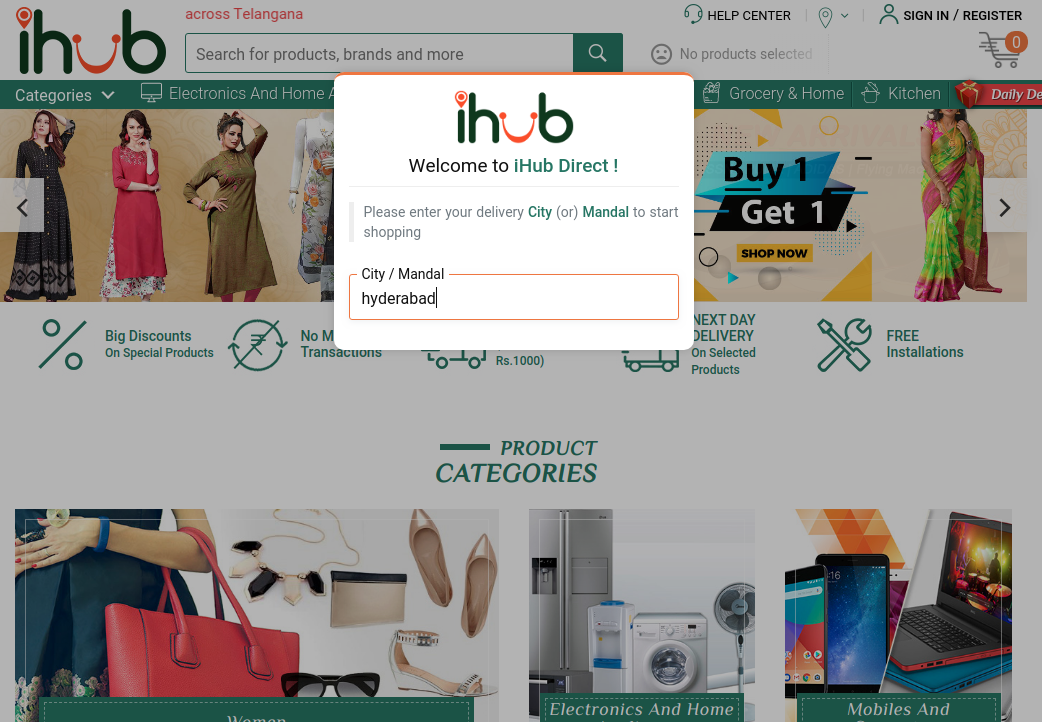 across Telangana
HELP CENTER
SIGN IN / REGISTER
ihub
Search for products, brands and more
No products selected
0
Categories
Electronics And Home A
Grocery & Home
Kitchen
Daily De
ihub
Welcome to iHub Direct !
Please enter your delivery City (or) Mandal to start
shopping
City / Mandal
hyderabad
Buy 1
Get 1
SHOP NOW
Big Discounts
On Special Products
No M
Transactions
Rs.1000)
NEXT DAY
DELIVERY
On Selected
Products
FREE
Installations
PRODUCT
CATEGORIES
Women
Electronics And Home
Mobiles And